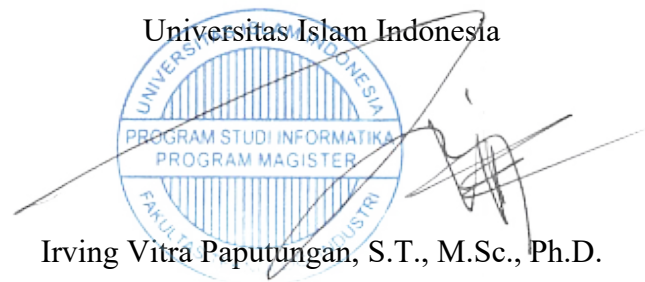 Universitas Islam Indonesia
UNIVERSITAS ISLAM INDONESIA
PROGRAM STUDI INFORMATIKA
PROGRAM MAGISTER
FAKULTAS INDUSTRI
Irving Vitra Paputungan, S.T., M.Sc., Ph.D.